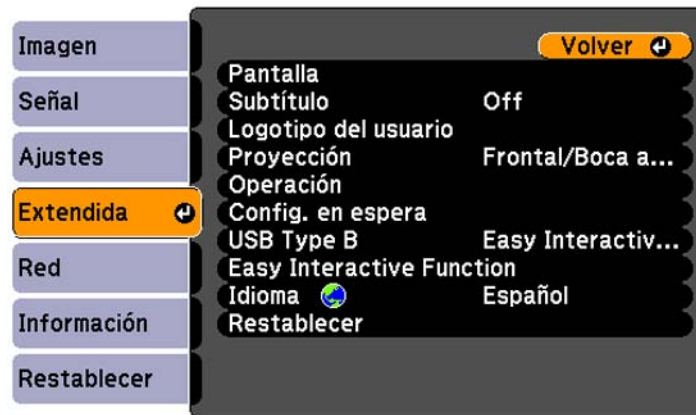 Imagen
Señal
Ajustes
Extendida
Red
Información
Restablecer
Volver
Pantalla
Subtítulo Off
Logotipo del usuario
Proyección Frontal/Boca a...
Operación
Config. en espera
USB Type B Easy Interactiv...
Easy Interactive Function
Idioma Español
Restablecer